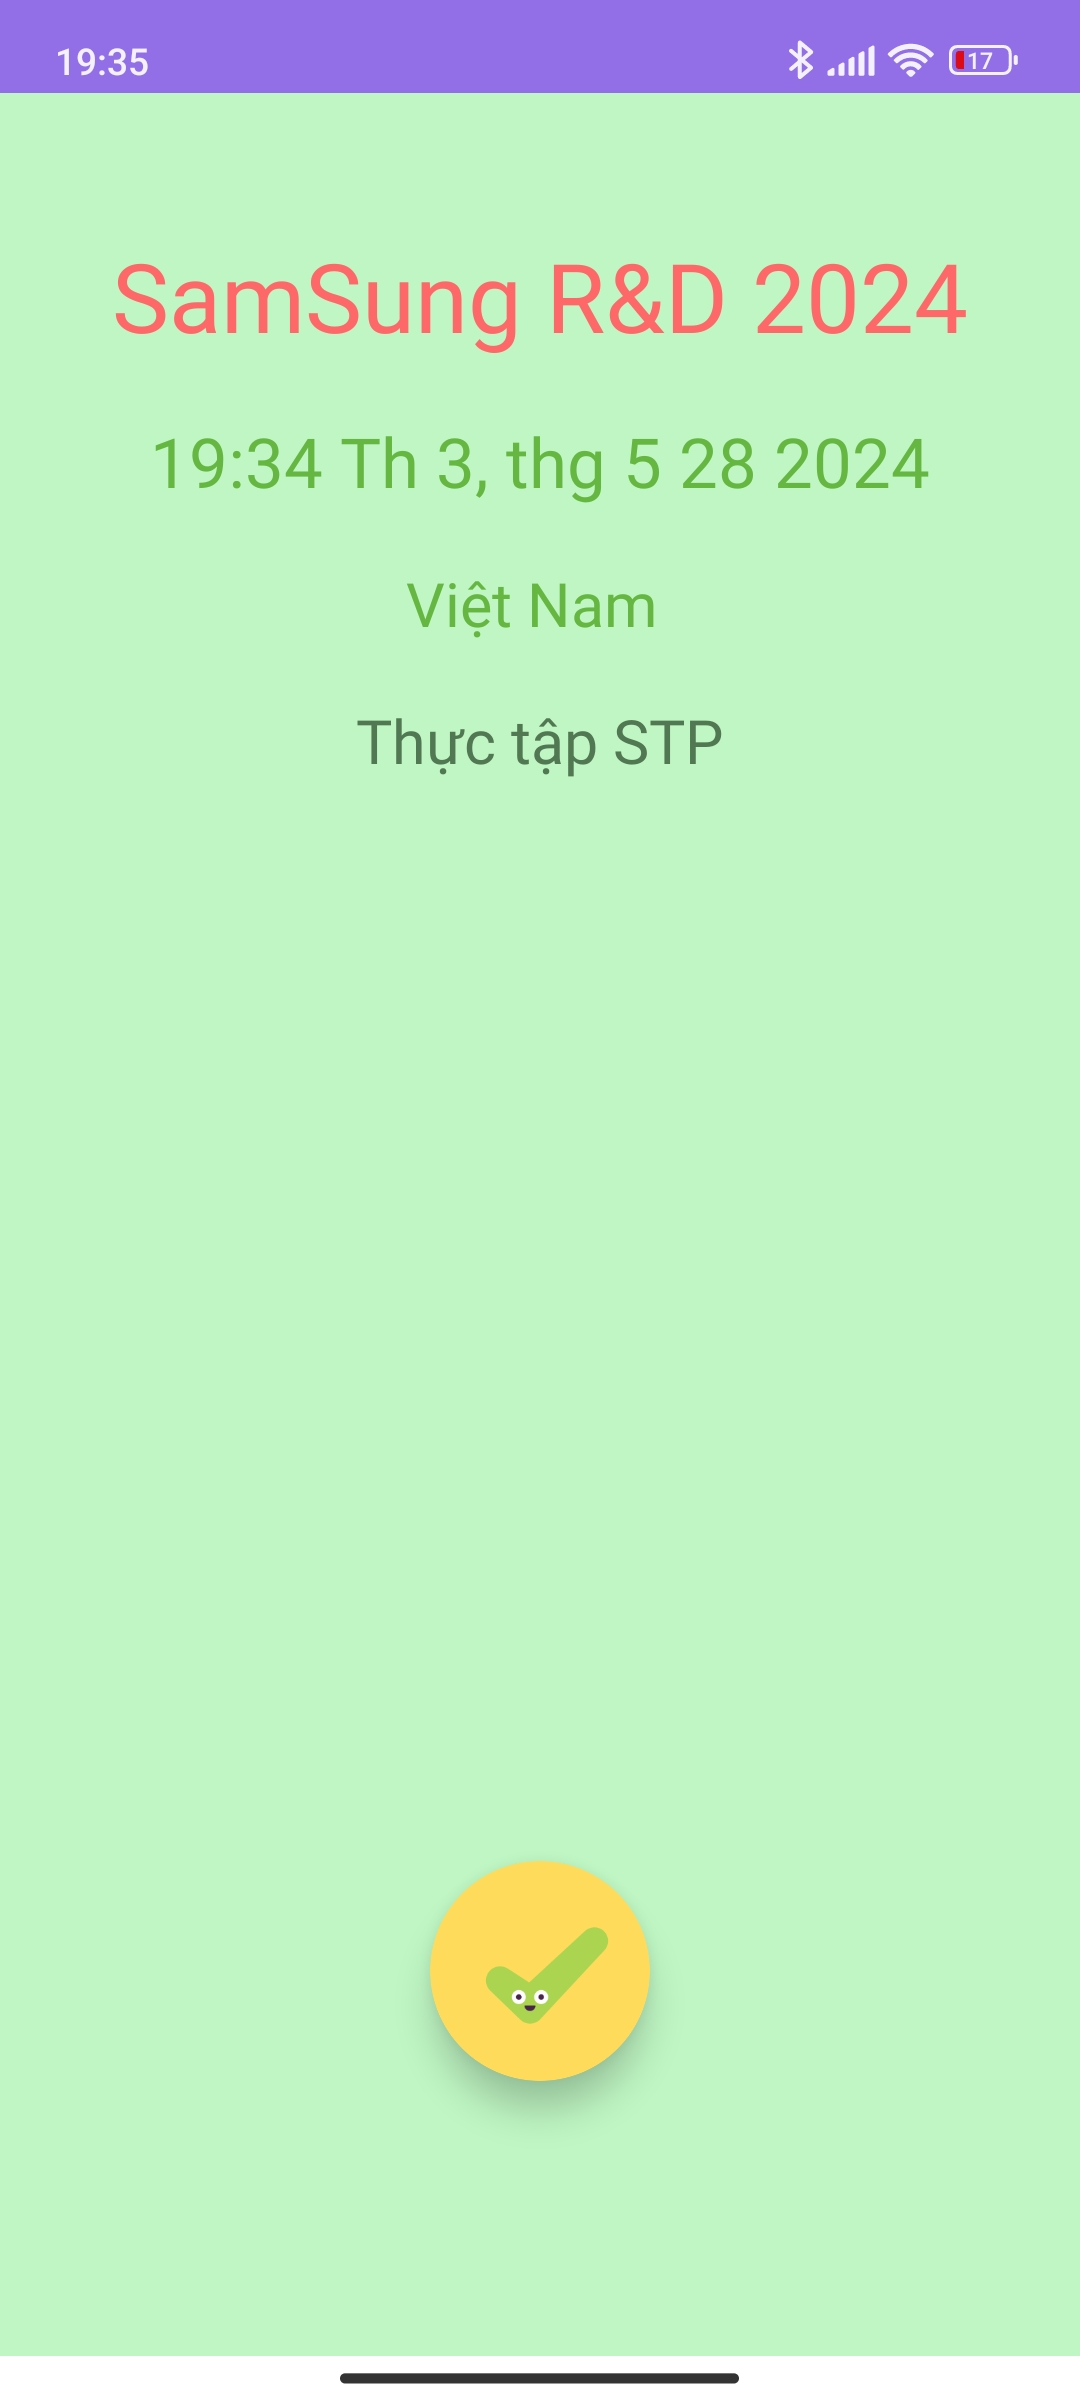 19:35
17
SamSung R&D 2024
19:34 Th 3, thg 5 28 2024
Việt Nam
Thực tập STP